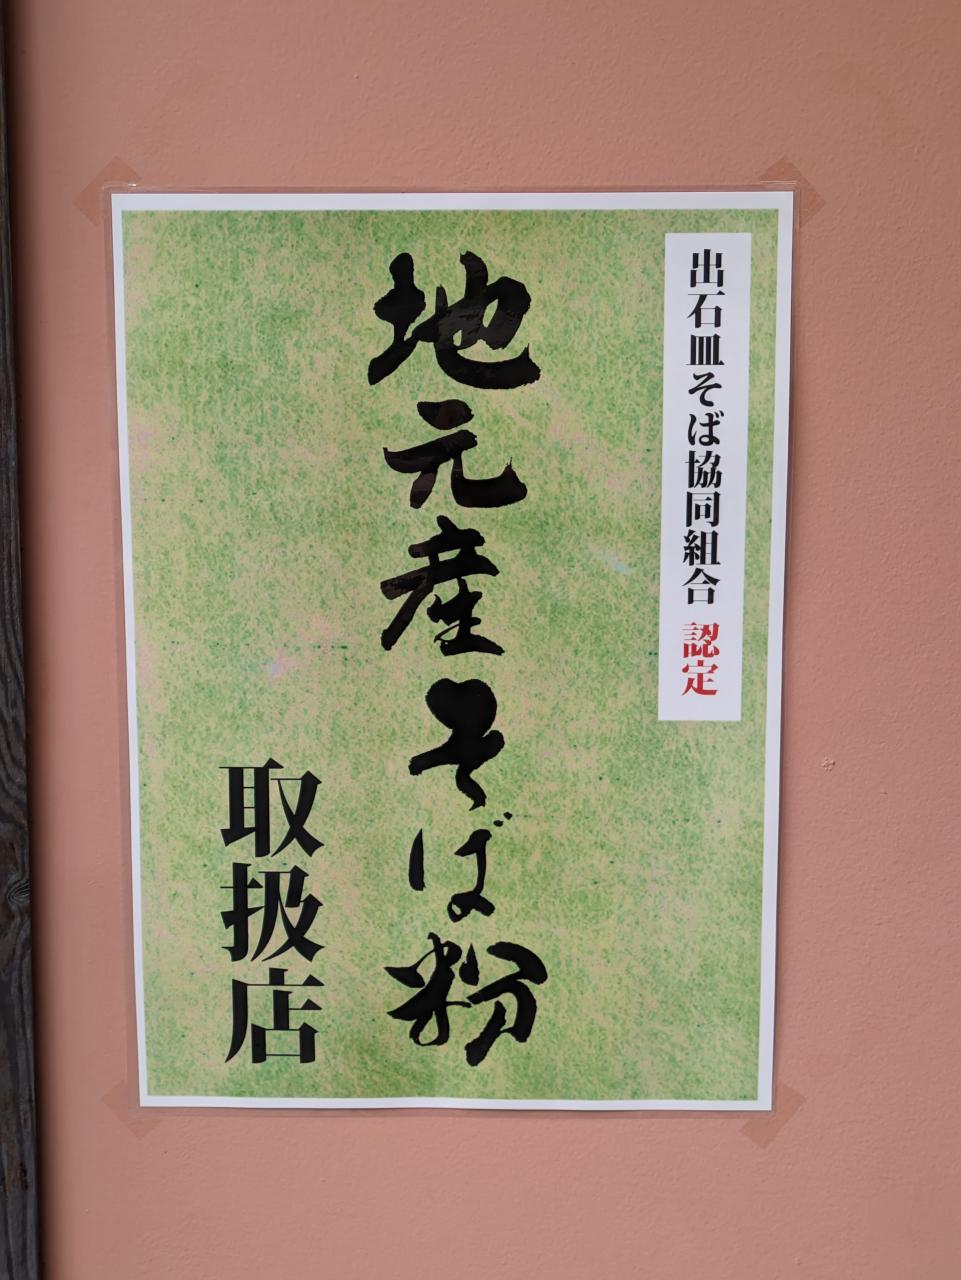 出石皿そば協同組合 認定
地元産そば粉
取扱店